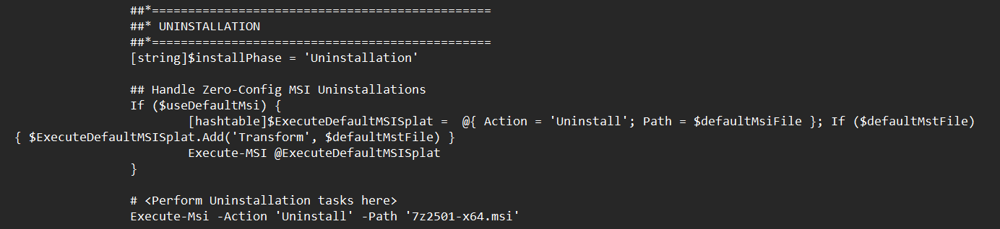 ##*===============================================
##* UNINSTALLATION
##*===============================================
[string]$installPhase = 'Uninstallation'
## Handle Zero-Config MSI Uninstallations
If ($useDefaultMsi) {
[hashtable]$ExecuteDefaultMSISplat =  @{ Action = 'Uninstall'; Path = $defaultMsiFile }; If ($defaultMstFile)
{ $ExecuteDefaultMSISplat.Add('Transform', $defaultMstFile) }
Execute-MSI @ExecuteDefaultMSISplat
}
# <Perform Uninstallation tasks here>
Execute-Msi -Action 'Uninstall' -Path '7z2501-x64.msi'